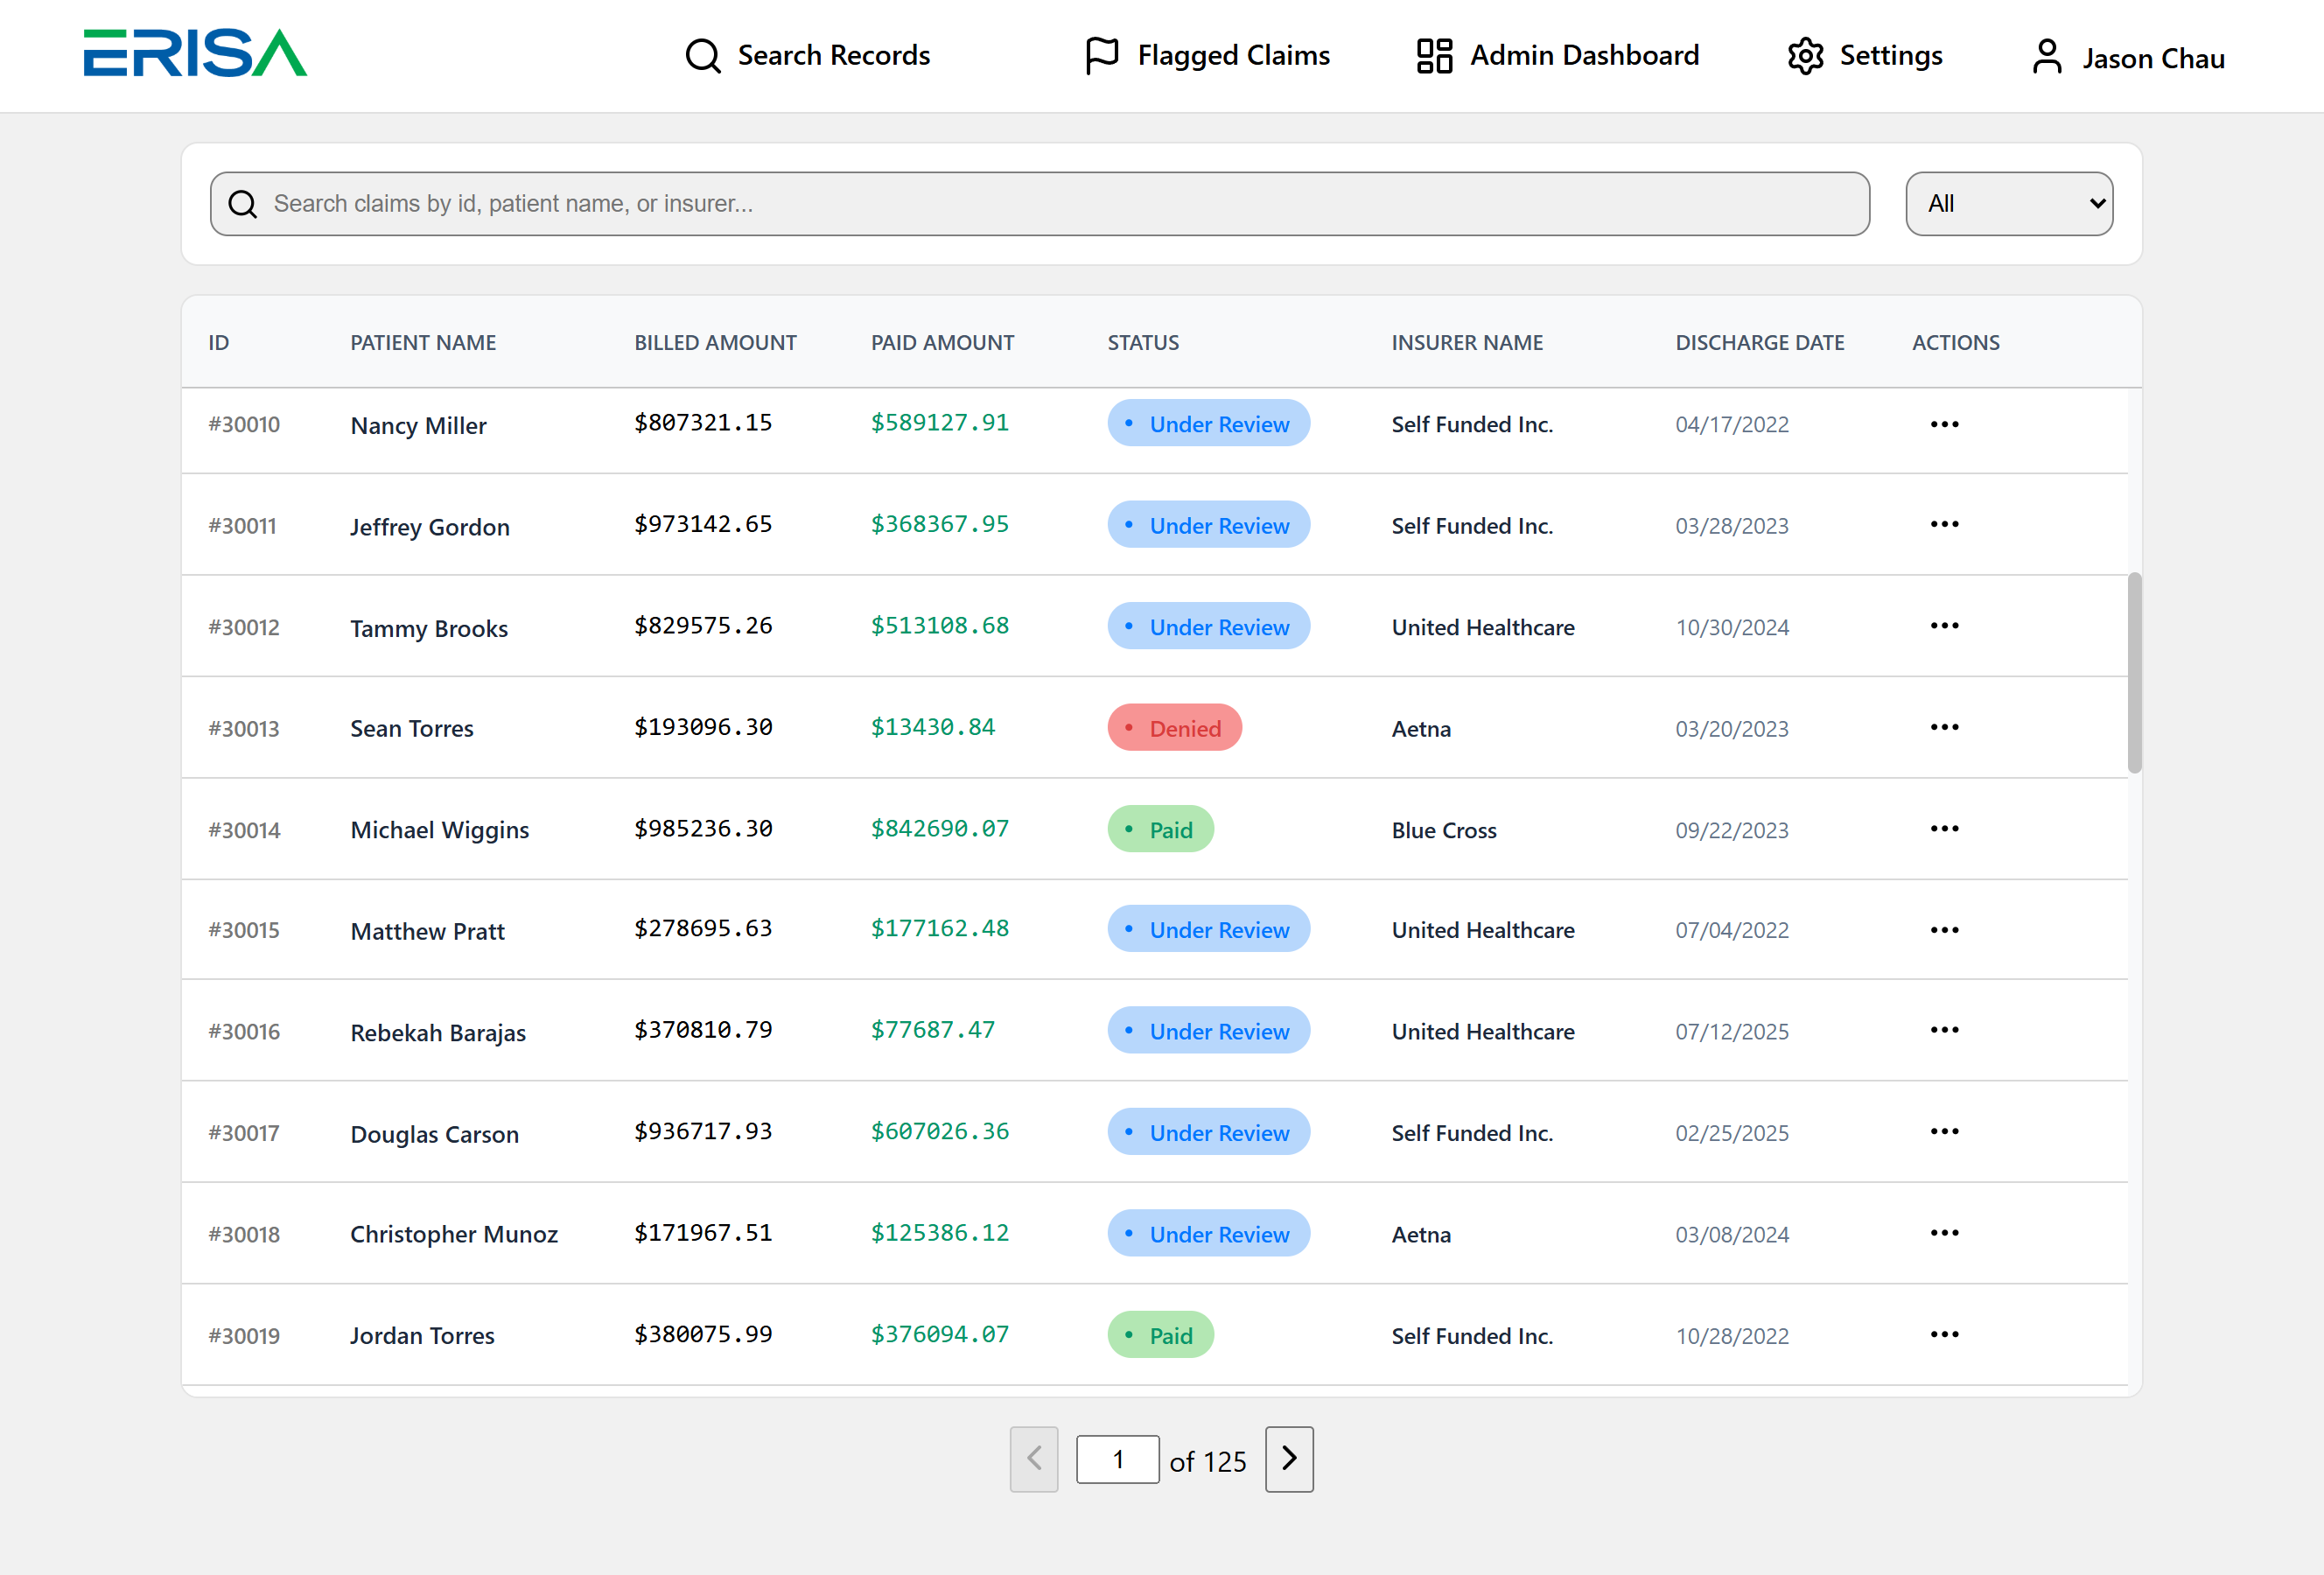 ERISA Search Records Flagged Claims Admin Dashboard Settings Jason Chau
Search claims by id, patient name, or insurer... All
ID PATIENT NAME BILLED AMOUNT PAID AMOUNT STATUS INSURER NAME DISCHARGE DATE ACTIONS
#30010 Nancy Miller $807321.15 $589127.91 • Under Review Self Funded Inc. 04/17/2022 •••
#30011 Jeffrey Gordon $973142.65 $368367.95 • Under Review Self Funded Inc. 03/28/2023 •••
#30012 Tammy Brooks $829575.26 $513108.68 • Under Review United Healthcare 10/30/2024 •••
#30013 Sean Torres $193096.30 $13430.84 • Denied Aetna 03/20/2023 •••
#30014 Michael Wiggins $985236.30 $842690.07 • Paid Blue Cross 09/22/2023 •••
#30015 Matthew Pratt $278695.63 $177162.48 • Under Review United Healthcare 07/04/2022 •••
#30016 Rebekah Barajas $370810.79 $77687.47 • Under Review United Healthcare 07/12/2025 •••
#30017 Douglas Carson $936717.93 $607026.36 • Under Review Self Funded Inc. 02/25/2025 •••
#30018 Christopher Munoz $171967.51 $125386.12 • Under Review Aetna 03/08/2024 •••
#30019 Jordan Torres $380075.99 $376094.07 • Paid Self Funded Inc. 10/28/2022 •••
1 of 125